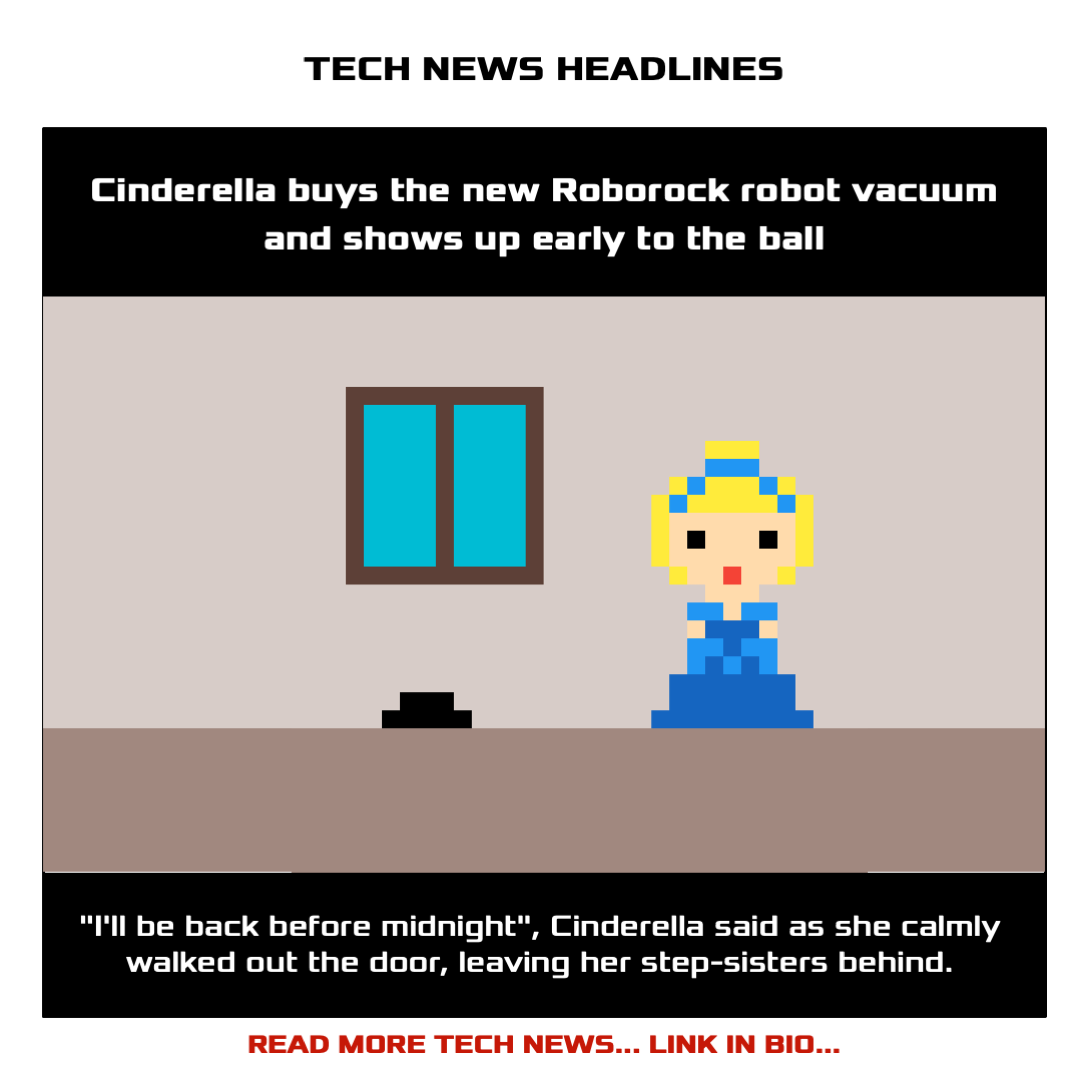 TECH NEWS HEADLINES
Cinderella buys the new Roborock robot vacuum
and shows up early to the ball
"I'll be back before midnight", Cinderella said as she calmly
walked out the door, leaving her step-sisters behind.
READ MORE TECH NEWS... LINK IN BIO...